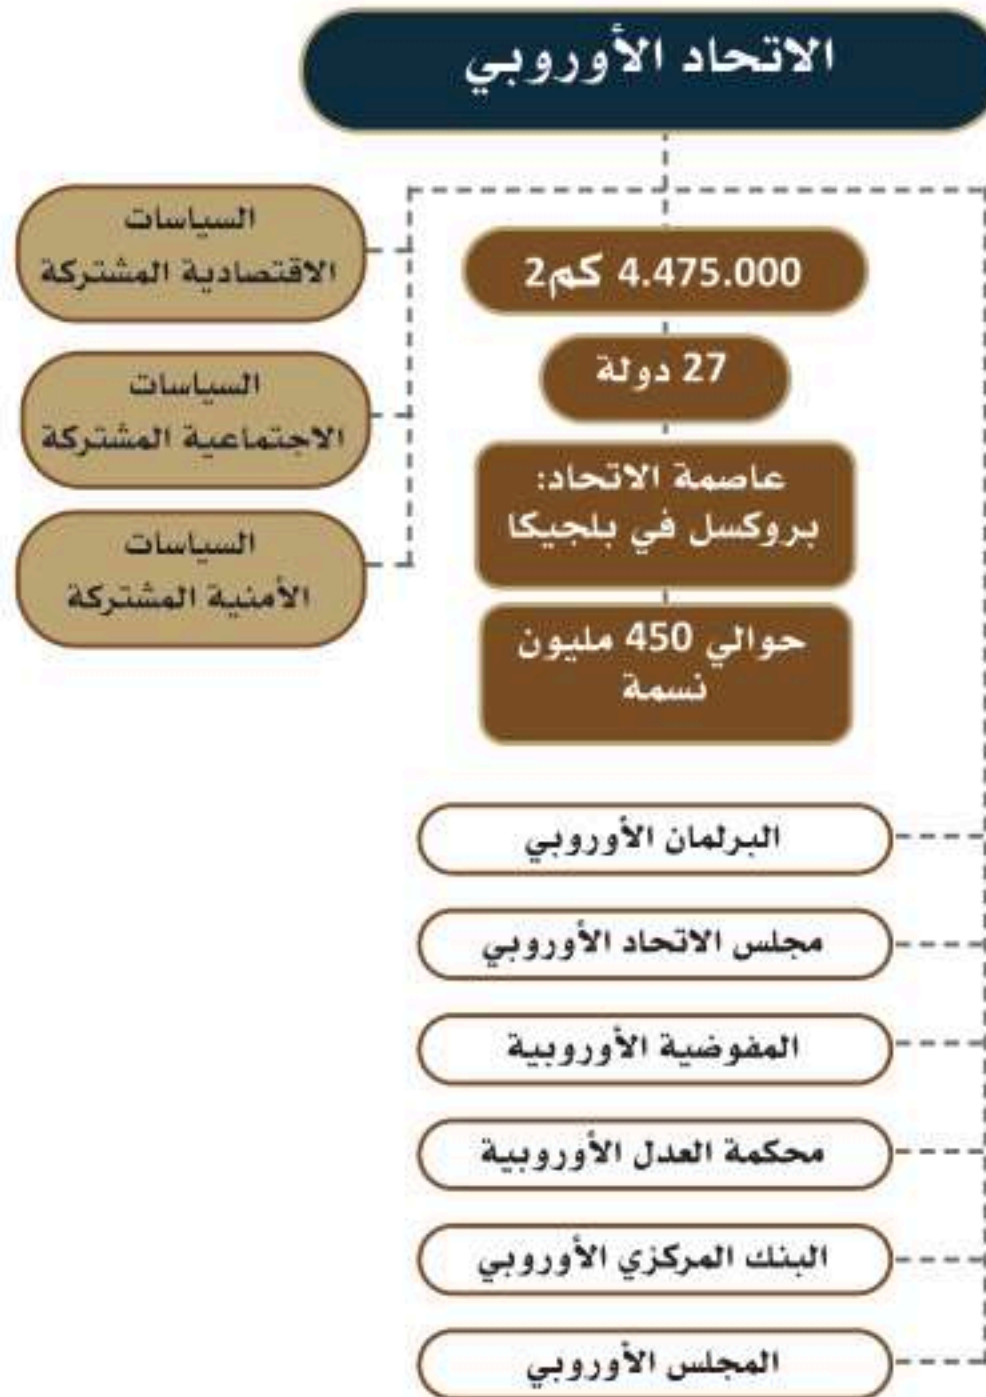 الاتحاد الأوروبي
4.475.000 كم2
27 دولة
عاصمة الاتحاد:
بروكسل في بلجيكا
حوالي 450 مليون
نسمة
السياسات
الاقتصادية المشتركة
السياسات
الاجتماعية المشتركة
السياسات
الأمنية المشتركة
البرلمان الأوروبي
مجلس الاتحاد الأوروبي
المفوضية الأوروبية
محكمة العدل الأوروبية
البنك المركزي الأوروبي
المجلس الأوروبي